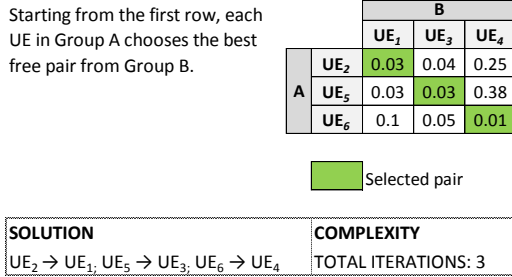 Starting from the first row, each
UE in Group A chooses the best
free pair from Group B.
B
UE₁ UE₃ UE₄
A
UE₂ 0.03 0.04 0.25
UE₅ 0.03 0.03 0.38
UE₆ 0.1 0.05 0.01
Selected pair
SOLUTION COMPLEXITY
UE₂ → UE₁; UE₅ → UE₃; UE₆ → UE₄ TOTAL ITERATIONS: 3